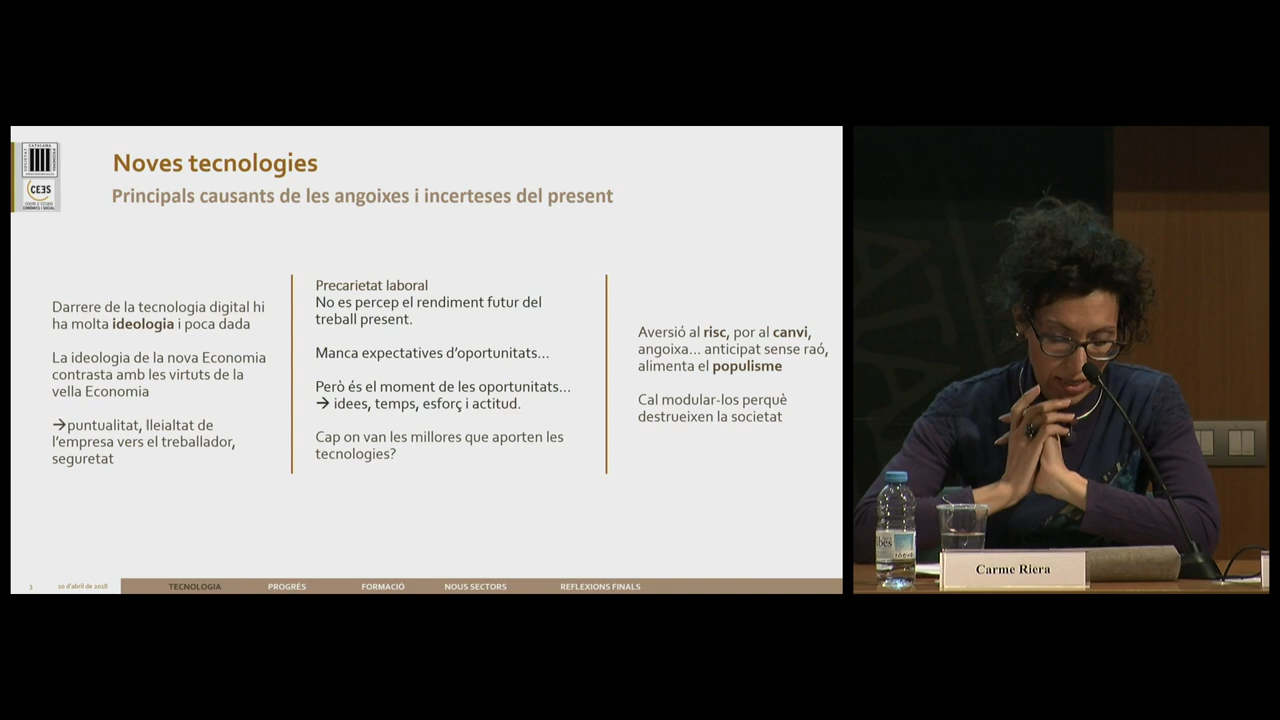 Noves tecnologies
Principals causants de les angoixes i incerteses del present
CEES
Darrere de la tecnologia digital hi
ha molta ideologia i poca dada
La ideologia de la nova Economia
contrasta amb les virtuts de la
vella Economia
→puntualitat, lleialtat de
l'empresa vers el treballador,
seguretat
Precarietat laboral
No es percep el rendiment futur del
treball present.
Manca expectatives d'oportunitats...
Però és el moment de les oportunitats...
→ idees, temps, esforç i actitud.
Cap on van les millores que aporten les
tecnologies?
Aversió al risc, por al canvi,
angoixa... anticipat sense raó,
alimenta el populisme
Cal modular-los perquè
destrueixen la societat
3 10 d'abril de 2018 TECNOLOGIA PROGRÉS FORMACIÓ NOUS SECTORS REFLEXIONS FINALS
Carme Riera